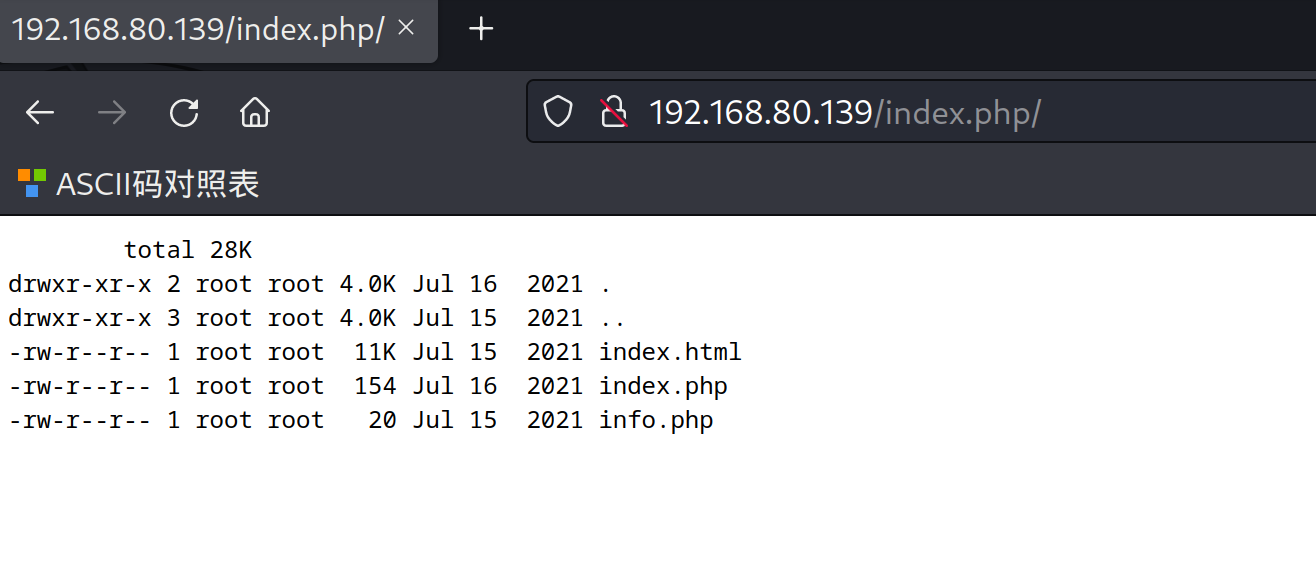 192.168.80.139/index.php/
192.168.80.139/index.php/
ASCII码对照表
total 28K
drwxr-xr-x 2 root root 4.0K Jul 16  2021 .
drwxr-xr-x 3 root root 4.0K Jul 15  2021 ..
-rw-r--r-- 1 root root  11K Jul 15  2021 index.html
-rw-r--r-- 1 root root  154 Jul 16  2021 index.php
-rw-r--r-- 1 root root   20 Jul 15  2021 info.php